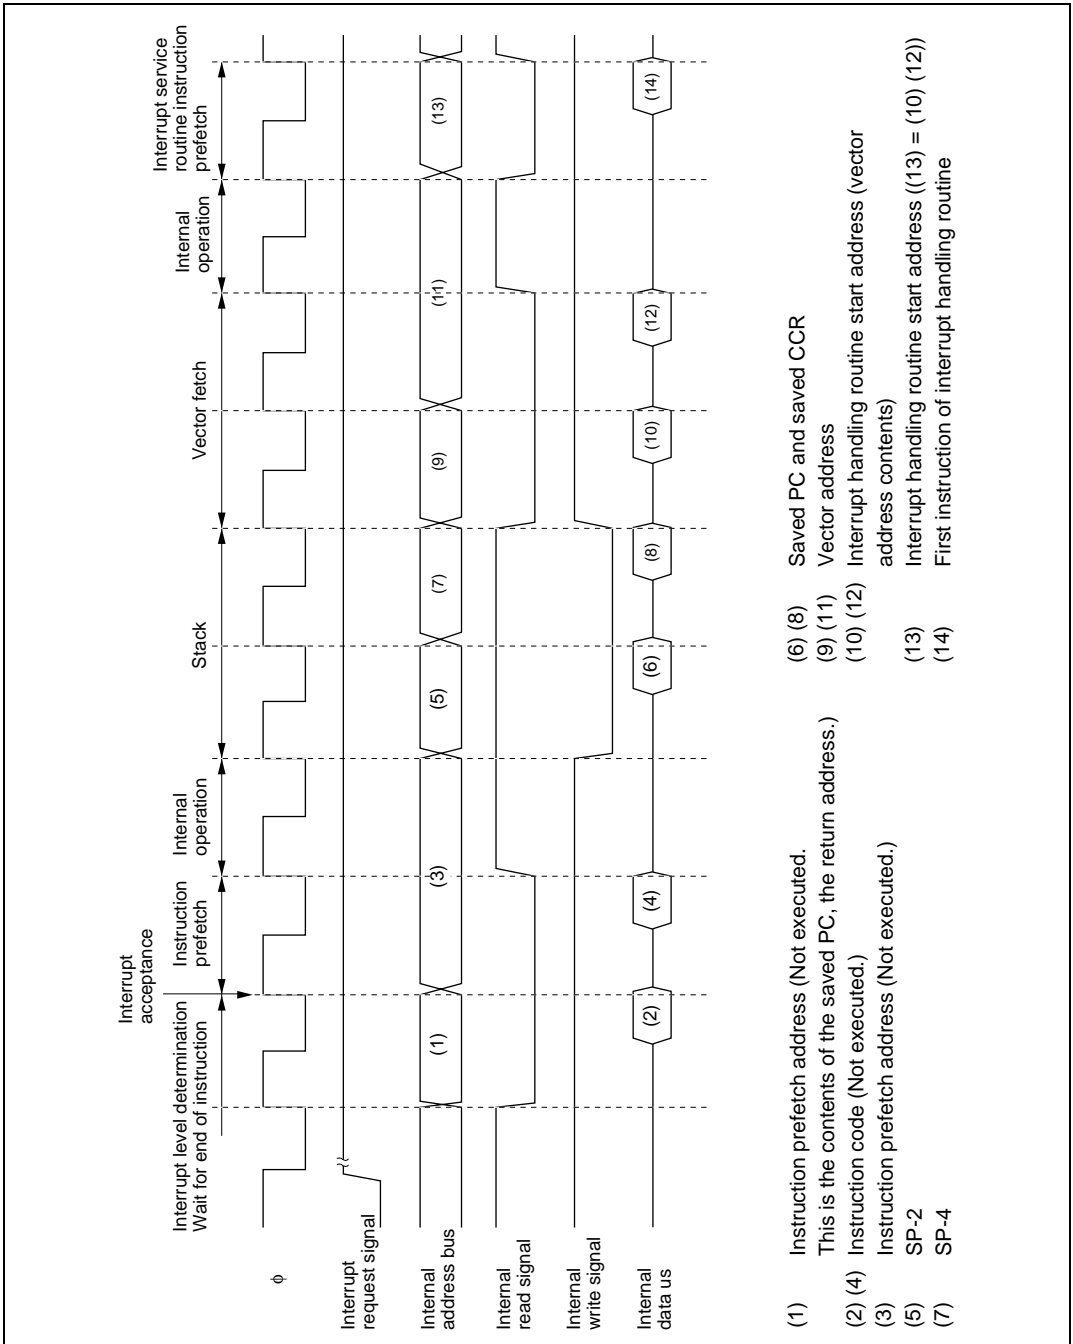 Interrupt
acceptance
Interrupt level determination
Wait for end of instruction
Instruction
prefetch
Internal
operation
Stack
Vector fetch
Internal
operation
Interrupt service
routine instruction
prefetch
φ
Interrupt
request signal
Internal
address bus
(1)
(3)
(5)
(7)
(9)
(11)
(13)
Internal
read signal
Internal
write signal
Internal
data us
(2)
(4)
(6)
(8)
(10)
(12)
(14)
(1) Instruction prefetch address (Not executed.
This is the contents of the saved PC, the return address.)
(2) (4) Instruction code (Not executed.)
(3) Instruction prefetch address (Not executed.)
(5) SP-2
(7) SP-4
(6) (8) Saved PC and saved CCR
(9) (11) Vector address
(10) (12) Interrupt handling routine start address (vector
address contents)
(13) Interrupt handling routine start address ((13) = (10) (12))
(14) First instruction of interrupt handling routine